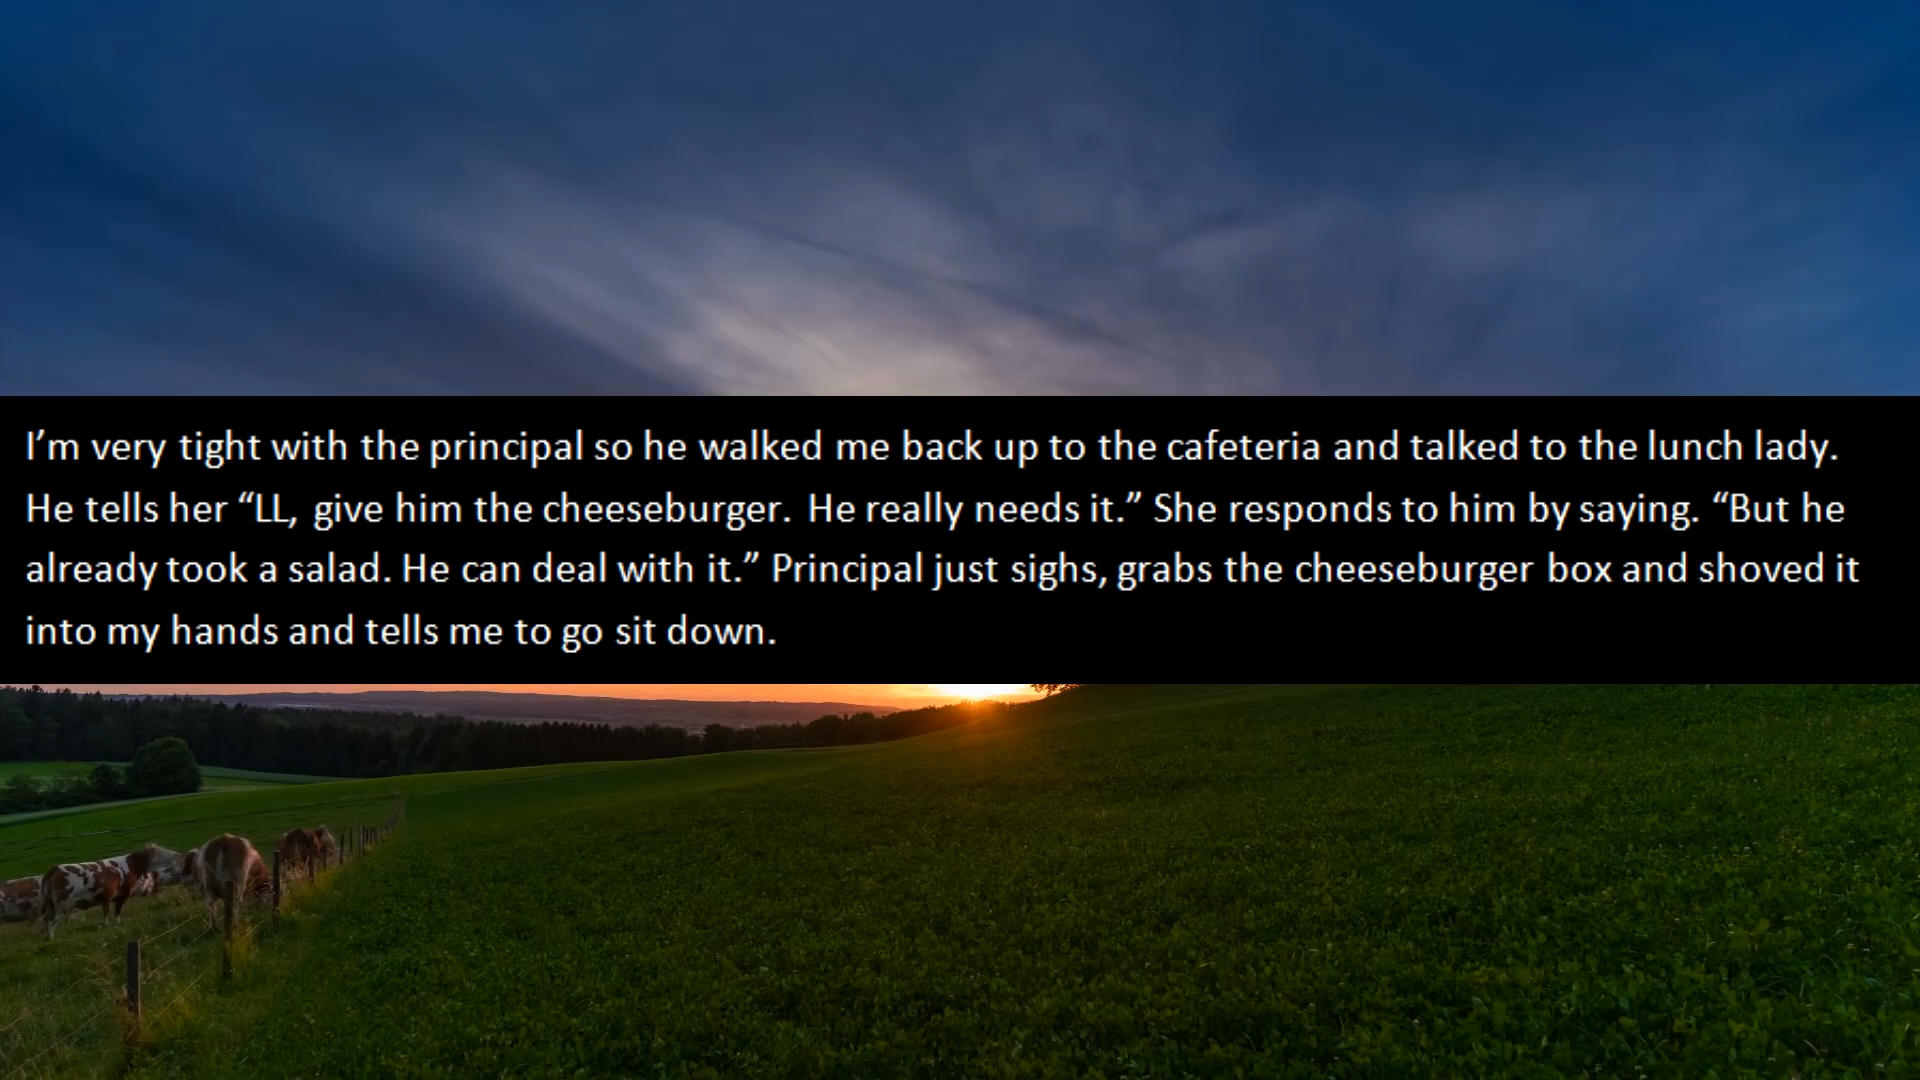 I’m very tight with the principal so he walked me back up to the cafeteria and talked to the lunch lady.
He tells her “LL, give him the cheeseburger. He really needs it.” She responds to him by saying. “But he
already took a salad. He can deal with it.” Principal just sighs, grabs the cheeseburger box and shoved it
into my hands and tells me to go sit down.